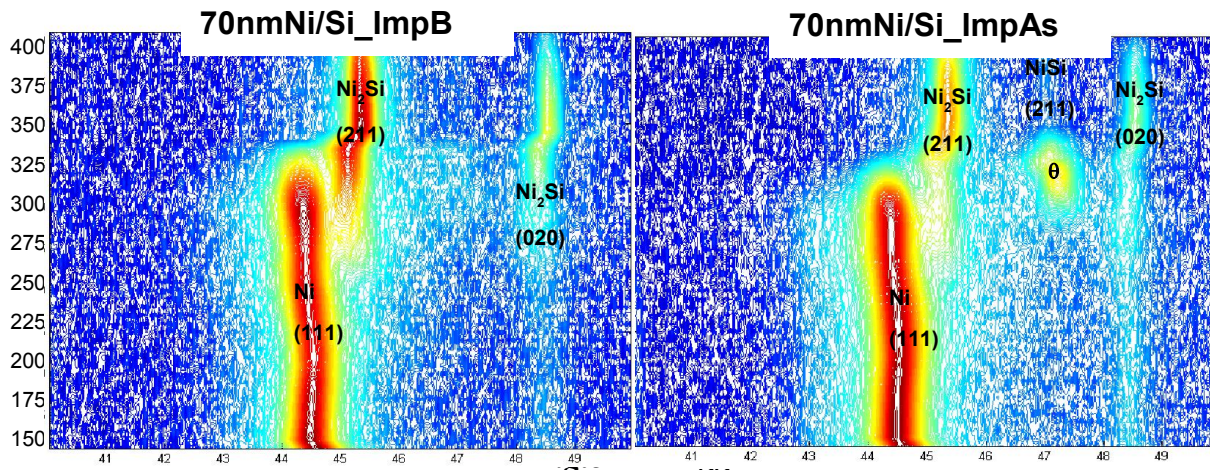 70nmNi/Si_ImpB
70nmNi/Si_ImpAs
400
375
350
325
300
275
250
225
200
175
150
Ni₂Si
(211)
Ni₂Si
(020)
Ni
(111)
41 42 43 44 45 46 47 48 49
Ni₂Si
(211)
NiSi
(211)
Ni₂Si
(020)
θ
Ni
(111)
41 42 43 44 45 46 47 48 49